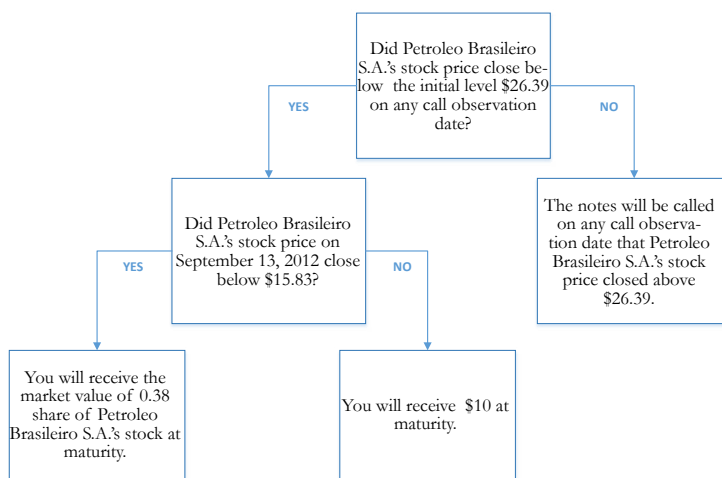 Did Petroleo Brasileiro
S.A.'s stock price close be-
low the initial level $26.39
on any call observation
date?
YES
NO
Did Petroleo Brasileiro
S.A.'s stock price on
September 13, 2012 close
below $15.83?
The notes will be called
on any call observa-
tion date that Petroleo
Brasileiro S.A.'s stock
price closed above
$26.39.
YES
NO
You will receive the
market value of 0.38
share of Petroleo
Brasileiro S.A.'s stock at
maturity.
You will receive $10 at
maturity.